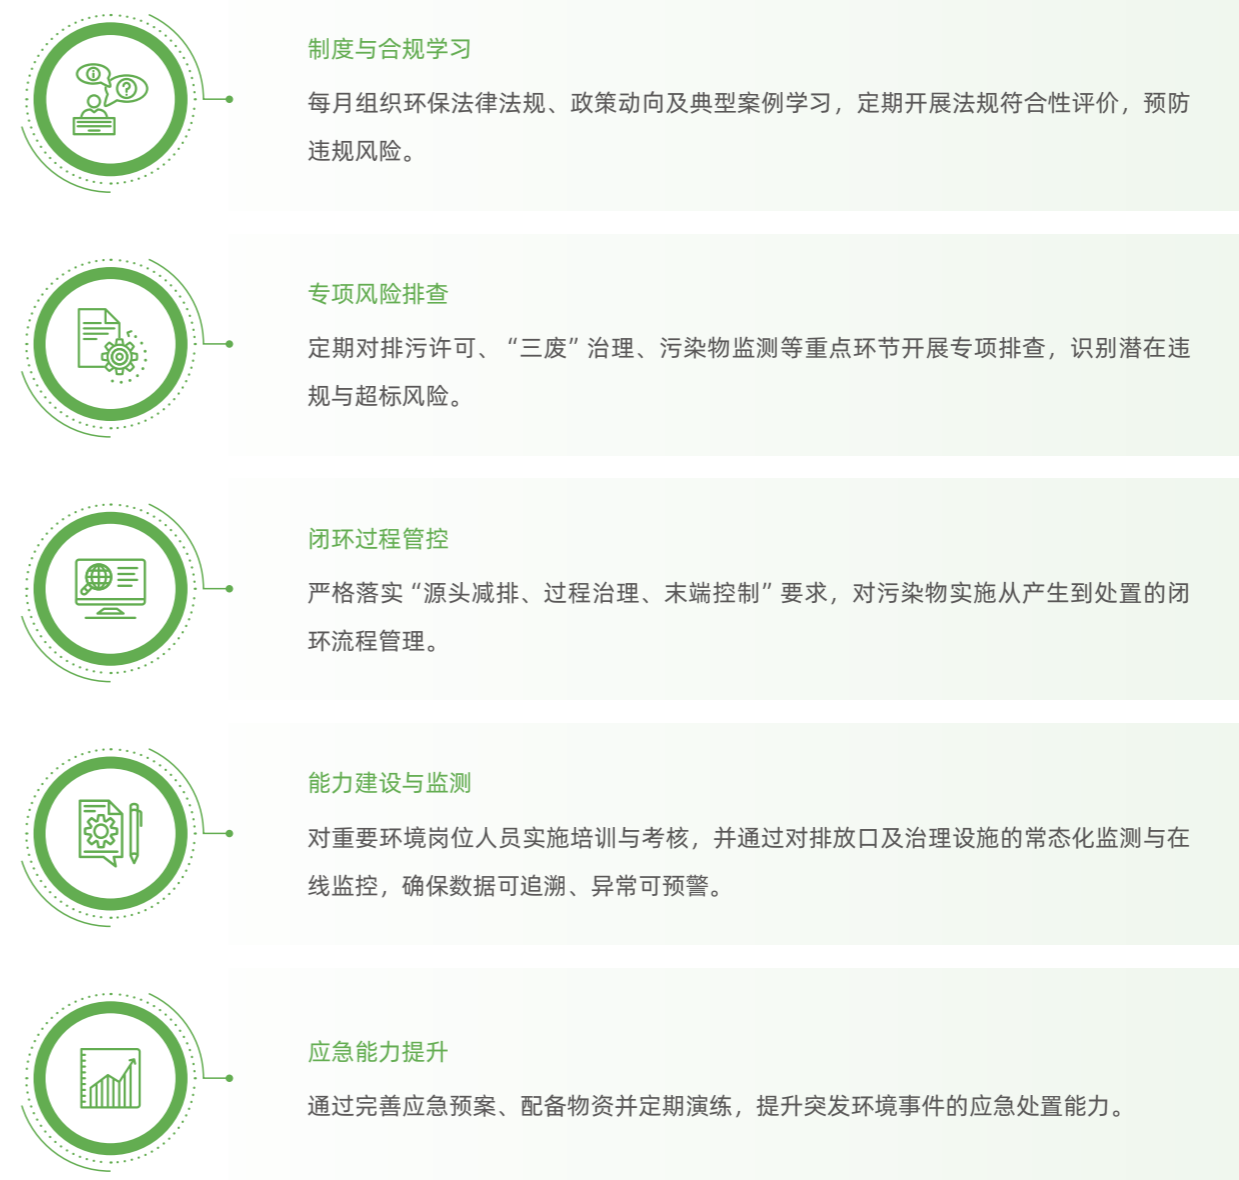 制度与合规学习
每月组织环保法律法规、政策动向及典型案例学习，定期开展法规符合性评价，预防
违规风险。
专项风险排查
定期对排污许可、“三废”治理、污染物监测等重点环节开展专项排查，识别潜在违
规与超标风险。
闭环过程管控
严格落实“源头减排、过程治理、末端控制”要求，对污染物实施从产生到处置的闭
环流程管理。
能力建设与监测
对重要环境岗位人员实施培训与考核，并通过对排放口及治理设施的常态化监测与在
线监控，确保数据可追溯、异常可预警。
应急能力提升
通过完善应急预案、配备物资并定期演练，提升突发环境事件的应急处置能力。